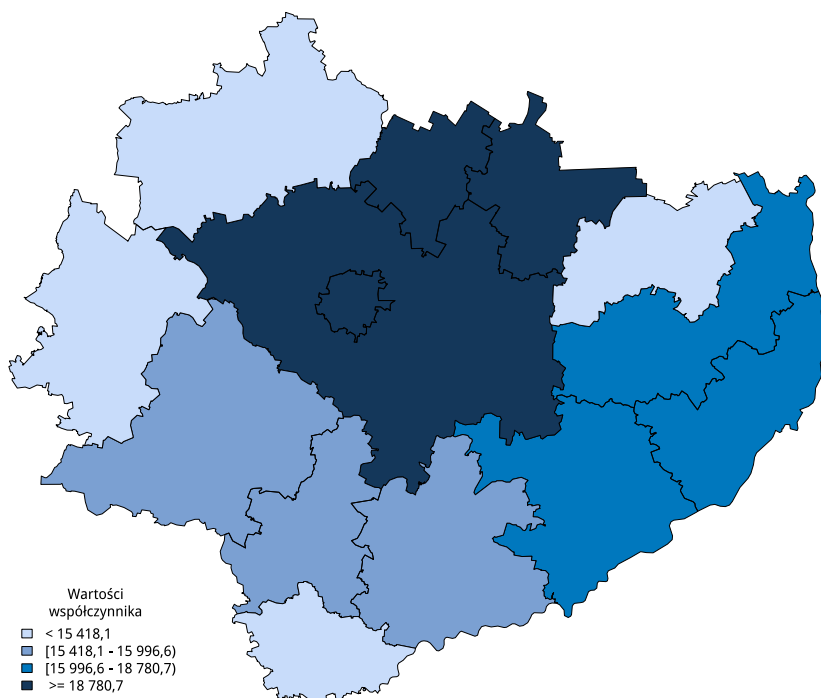 Wartości
współczynnika
< 15 418,1
[15 418,1 - 15 996,6)
[15 996,6 - 18 780,7)
>= 18 780,7